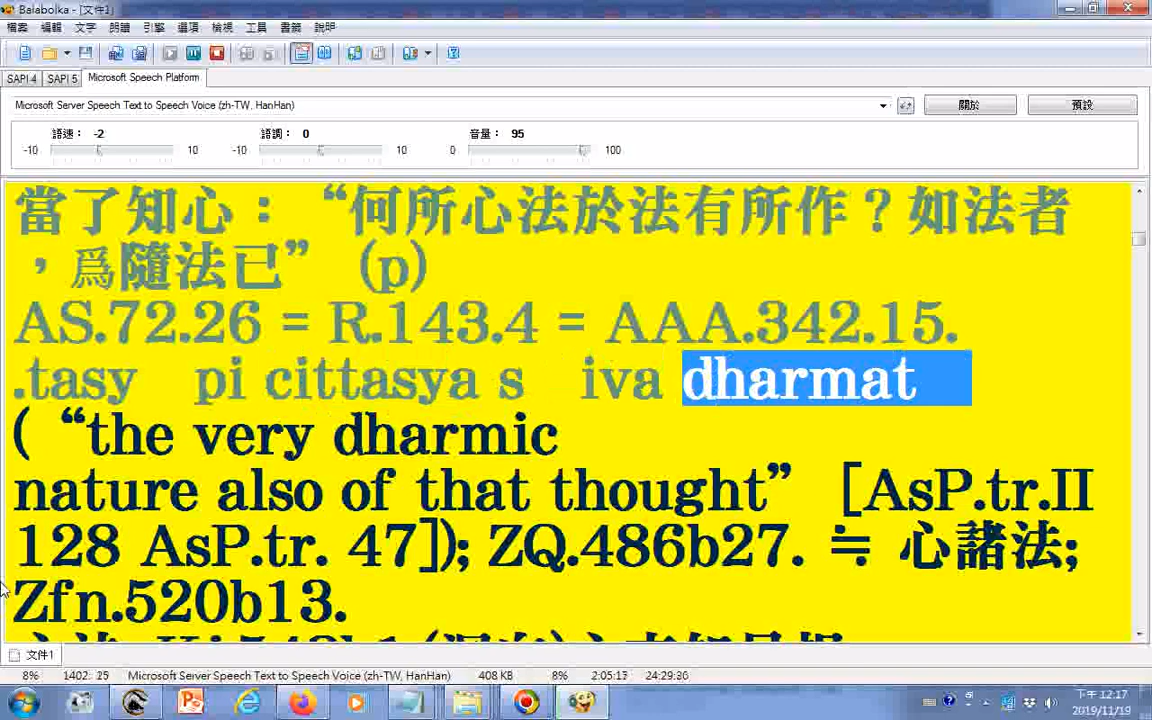 Balabolka - [文件1]
檔案 編輯 文字 朗讀 引擎 選項 檢視 工具 書籤 說明
SAPI 4 SAPI 5 Microsoft Speech Platform
Microsoft Server Speech Text to Speech Voice (zh-TW, HanHan) 關於 預設
語速： -2 語調： 0 音量： 95
-10 10 -10 10 0 100
當了知心：“何所心法於法有所作？如法者
，爲隨法已” (p)
AS.72.26 = R.143.4 = AAA.342.15.
.tasy pi cittasya s iva dharmat
(“the very dharmic
nature also of that thought” [AsP.tr.II
128 AsP.tr. 47]); ZQ.486b27. ≒ 心諸法;
Zfn.520b13.
文件1
8% 1402: 25 Microsoft Server Speech Text to Speech Voice (zh-TW, HanHan) 408 KB 8% 2:05:13 24:29:36
下午 12:17
2019/11/19